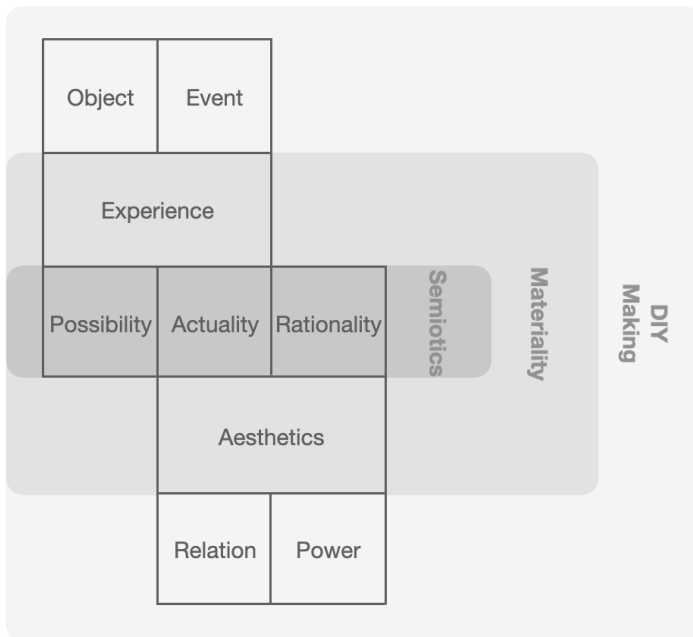 Object Event
Experience
Possibility Actuality Rationality
Semiotics
Materiality
DIY
Making
Aesthetics
Relation Power